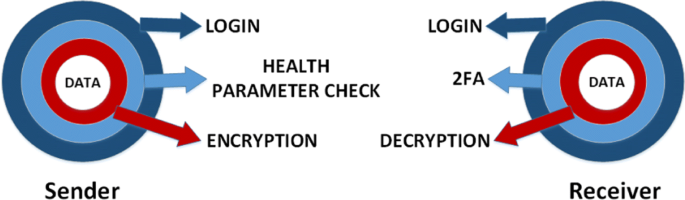 LOGIN
DATA
HEALTH
PARAMETER CHECK
ENCRYPTION
Sender
LOGIN
2FA
DATA
DECRYPTION
Receiver